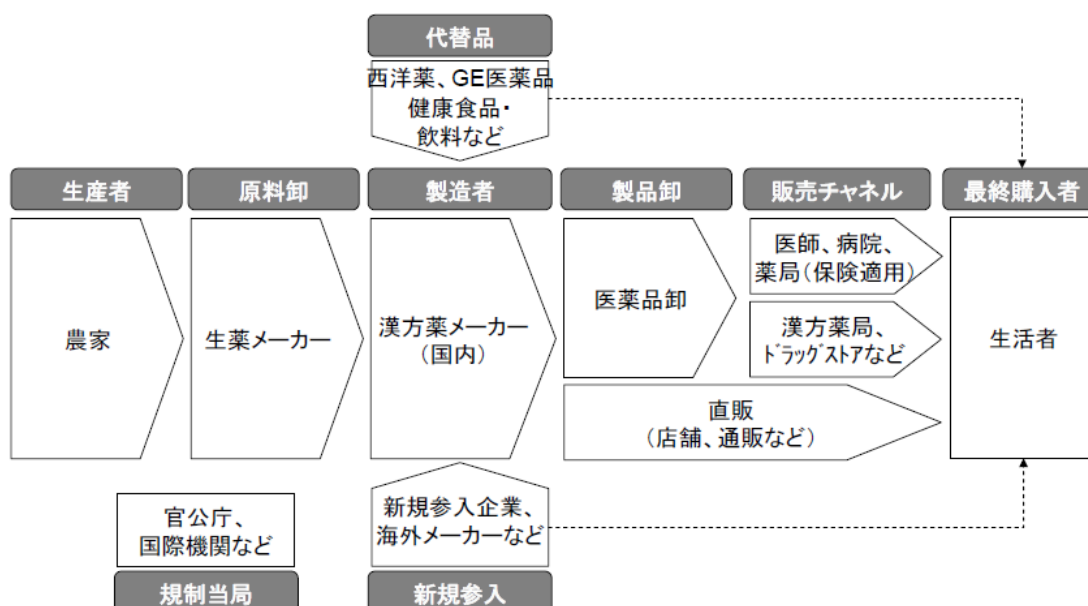 代替品
西洋薬、GE医薬品
健康食品・
飲料など
生産者
原料卸
製造者
製品卸
販売チャネル
最終購入者
農家
生薬メーカー
漢方薬メーカー
（国内）
医薬品卸
医師、病院、
薬局（保険適用）
漢方薬局、
ﾄﾞﾗｯｸﾞｽﾄｱなど
直販
（店舗、通販など）
生活者
官公庁、
国際機関など
規制当局
新規参入企業、
海外メーカーなど
新規参入